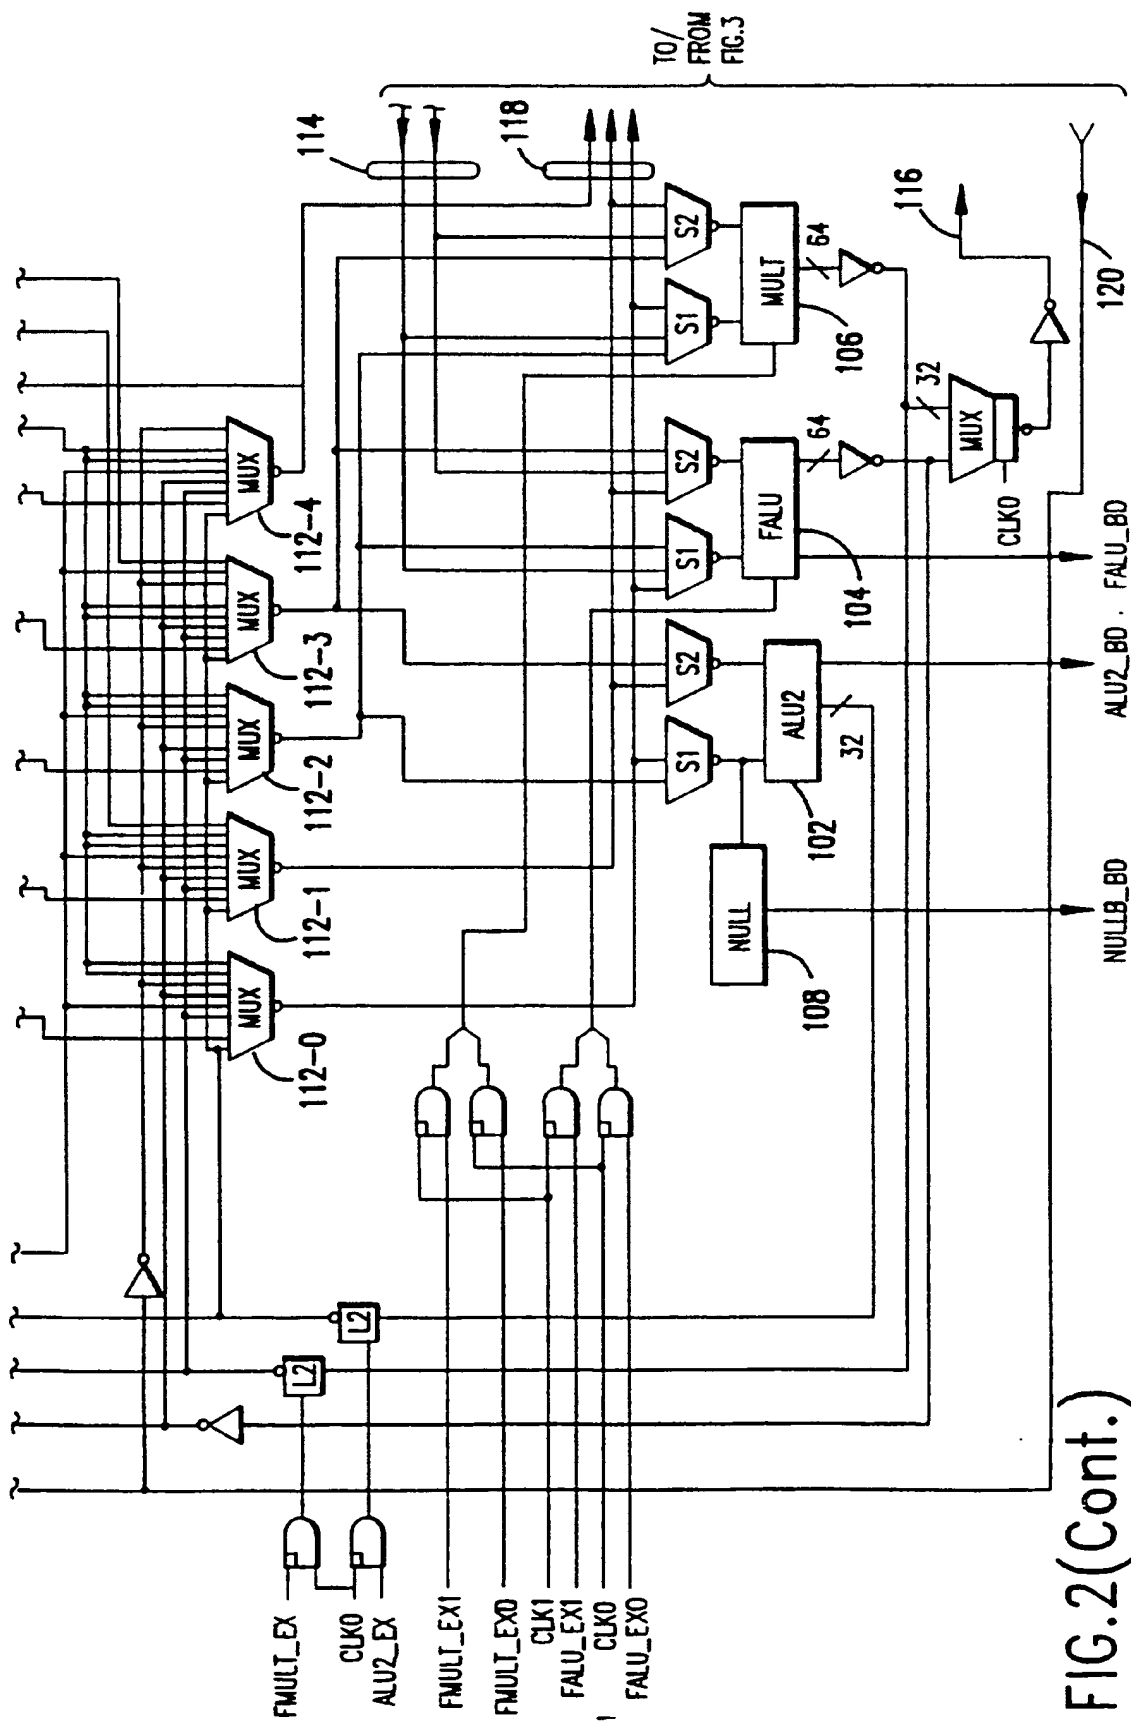 TO/
FROM
FIG.3
114
118
116
120
MUX
MUX
MUX
MUX
MUX
112-0
112-1
112-2
112-3
112-4
S1
S2
S1
S2
S1
S2
NULL
ALU2
FALU
MULT
108
102
104
106
32
64
64
32
MUX
CLK0
L2
L2
FMULT_EX
CLK0
ALU2_EX
FMULT_EX1
FMULT_EX0
CLK1
FALU_EX1
CLK0
FALU_EX0
NULLB_BD
ALU2_BD
FALU_BD
FIG.2(Cont.)